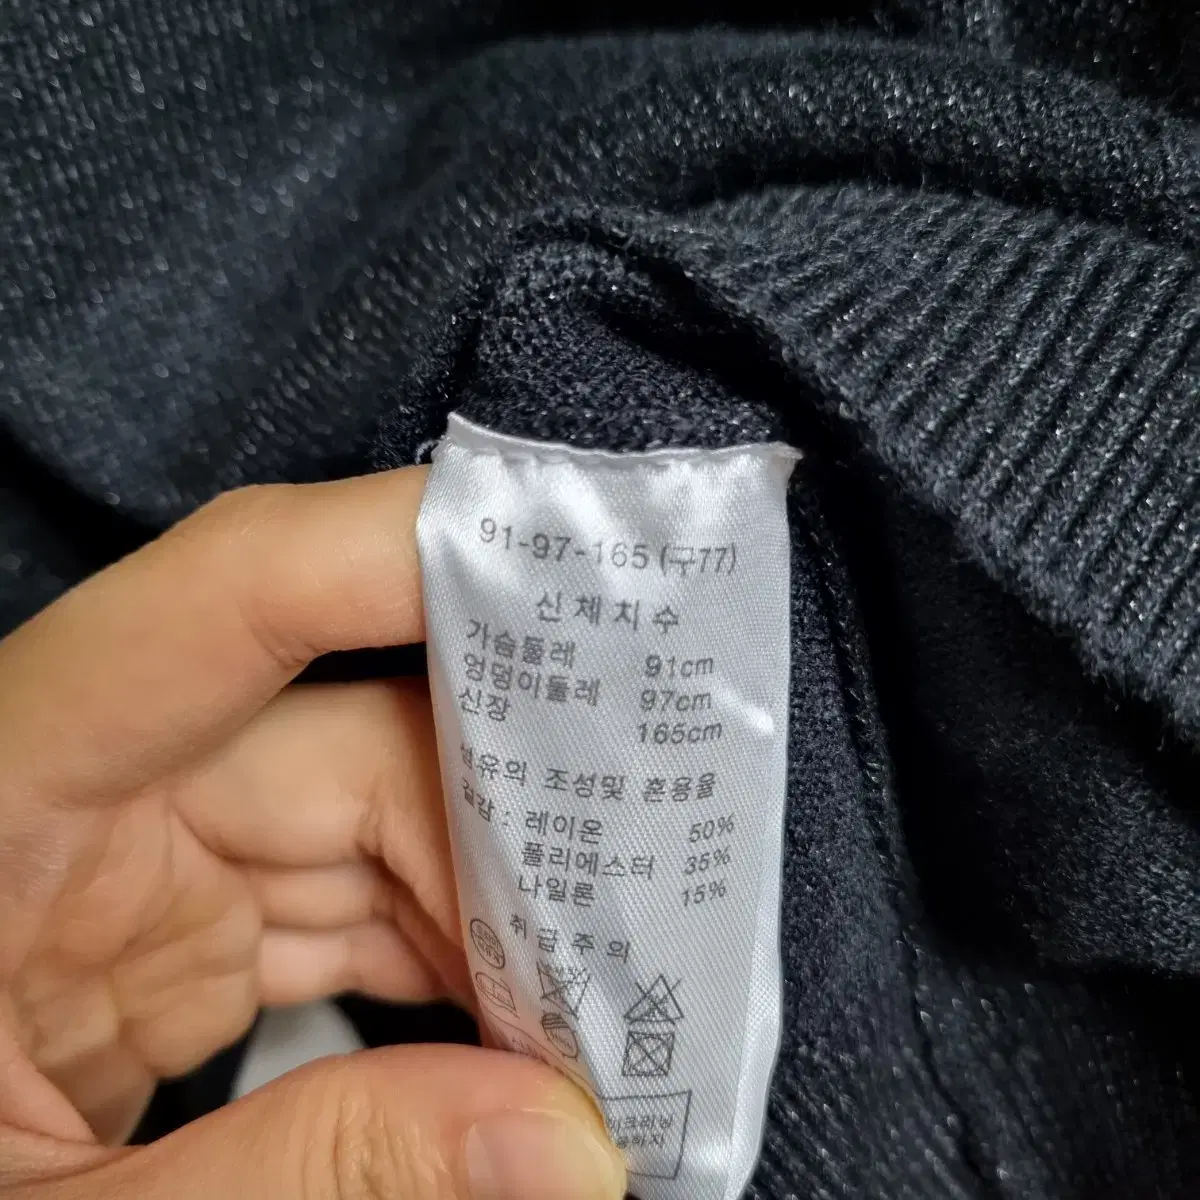 91-97-165(구77)
신체치수
가슴둘레 91cm
엉덩이둘레 97cm
신장 165cm
섬유의 조성및 혼용율
겉감 : 레이온 50%
폴리에스터 35%
나일론 15%
취급주의